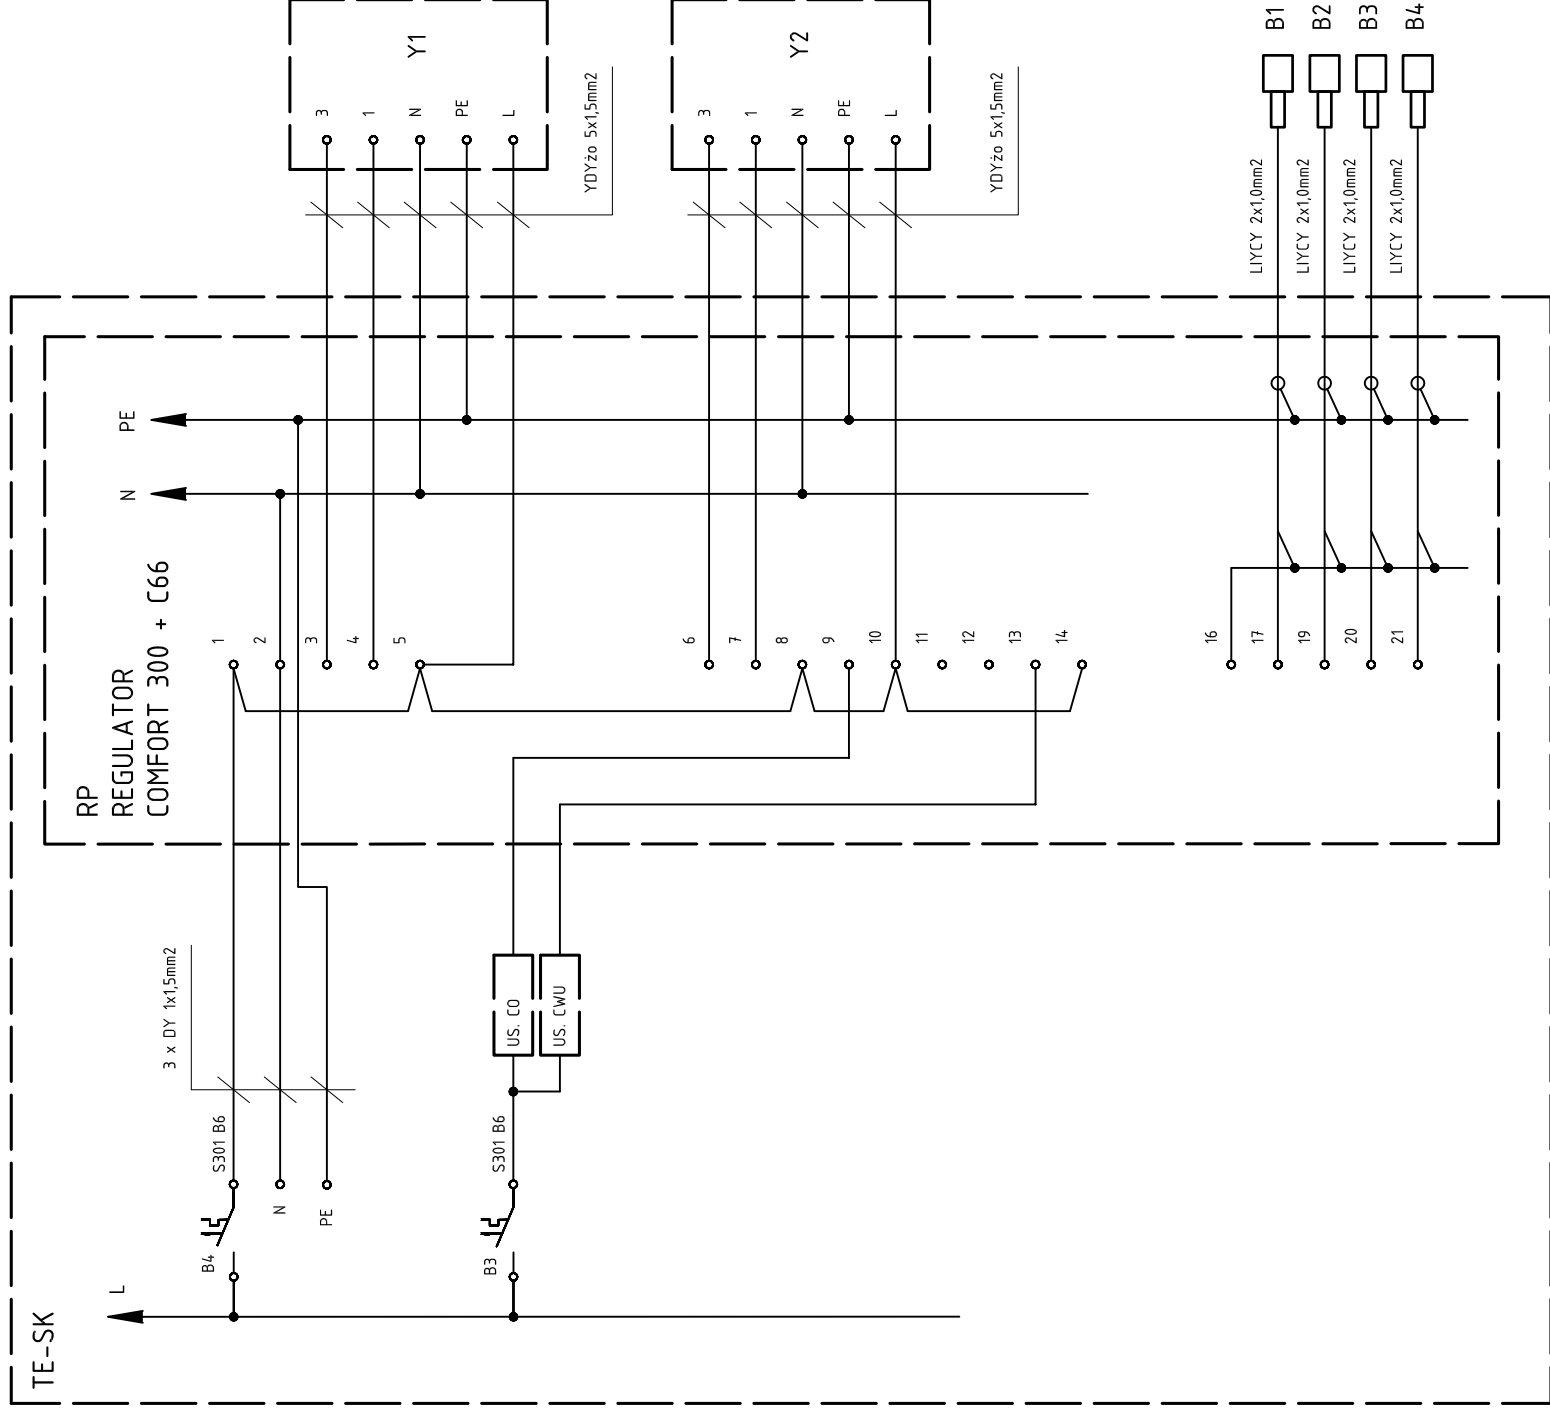 TE-SK
L
B4
S301 B6
N
PE
3 x DY 1x1,5mm2
B3
S301 B6
US. CO
US. CWU
RP
REGULATOR
COMFORT 300 + C66
1
2
3
4
5
6
7
8
9
10
11
12
13
14
16
17
19
20
21
N
PE
YDYżo 5x1,5mm2
YDYżo 5x1,5mm2
LIYCY 2x1,0mm2
LIYCY 2x1,0mm2
LIYCY 2x1,0mm2
LIYCY 2x1,0mm2
3
1
N
PE
L
Y1
3
1
N
PE
L
Y2
B1
B2
B3
B4